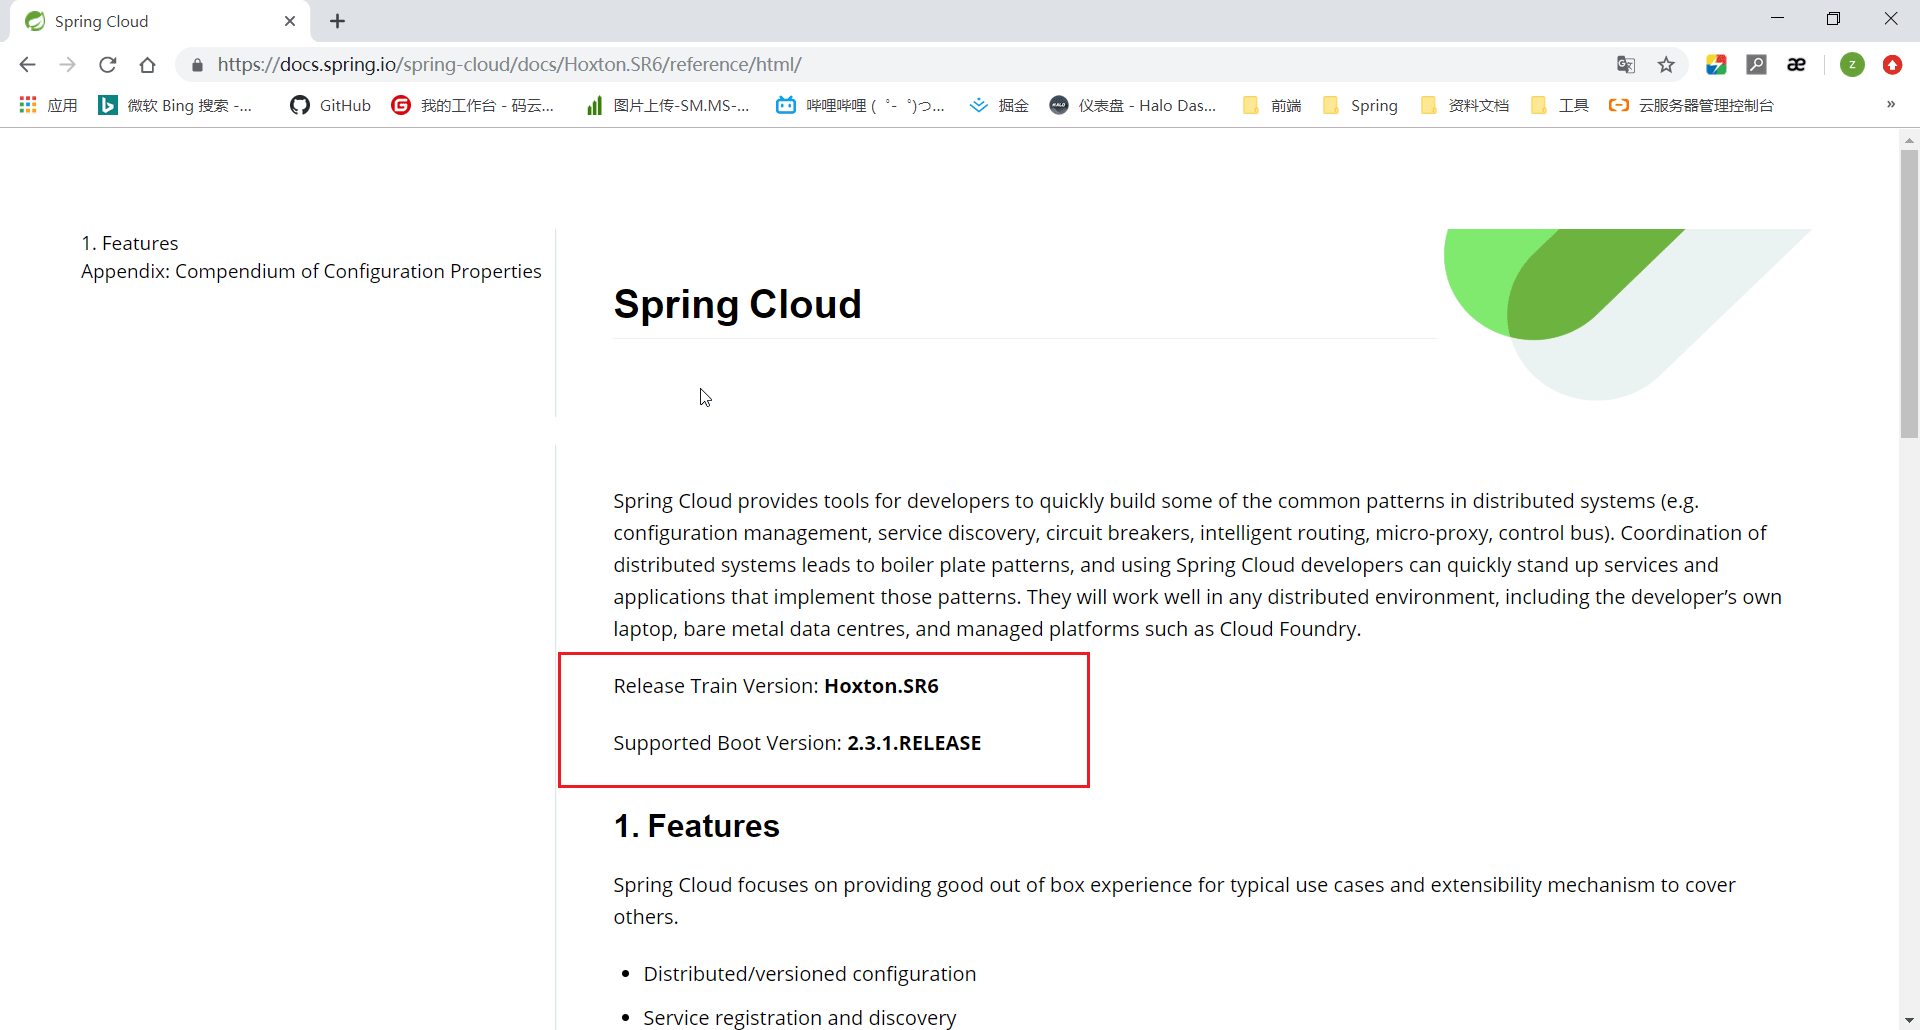 Spring Cloud
https://docs.spring.io/spring-cloud/docs/Hoxton.SR6/reference/html/
z
应用
微软 Bing 搜索 -...
GitHub
我的工作台 - 码云...
图片上传-SM.MS-...
哔哩哔哩 ( ゜- ゜)つ...
掘金
仪表盘 - Halo Das...
前端
Spring
资料文档
工具
云服务器管理控制台
»
1. Features
Appendix: Compendium of Configuration Properties
Spring Cloud
Spring Cloud provides tools for developers to quickly build some of the common patterns in distributed systems (e.g.
configuration management, service discovery, circuit breakers, intelligent routing, micro-proxy, control bus). Coordination of
distributed systems leads to boiler plate patterns, and using Spring Cloud developers can quickly stand up services and
applications that implement those patterns. They will work well in any distributed environment, including the developer’s own
laptop, bare metal data centres, and managed platforms such as Cloud Foundry.
Release Train Version: Hoxton.SR6
Supported Boot Version: 2.3.1.RELEASE
1. Features
Spring Cloud focuses on providing good out of box experience for typical use cases and extensibility mechanism to cover
others.
• Distributed/versioned configuration
• Service registration and discovery